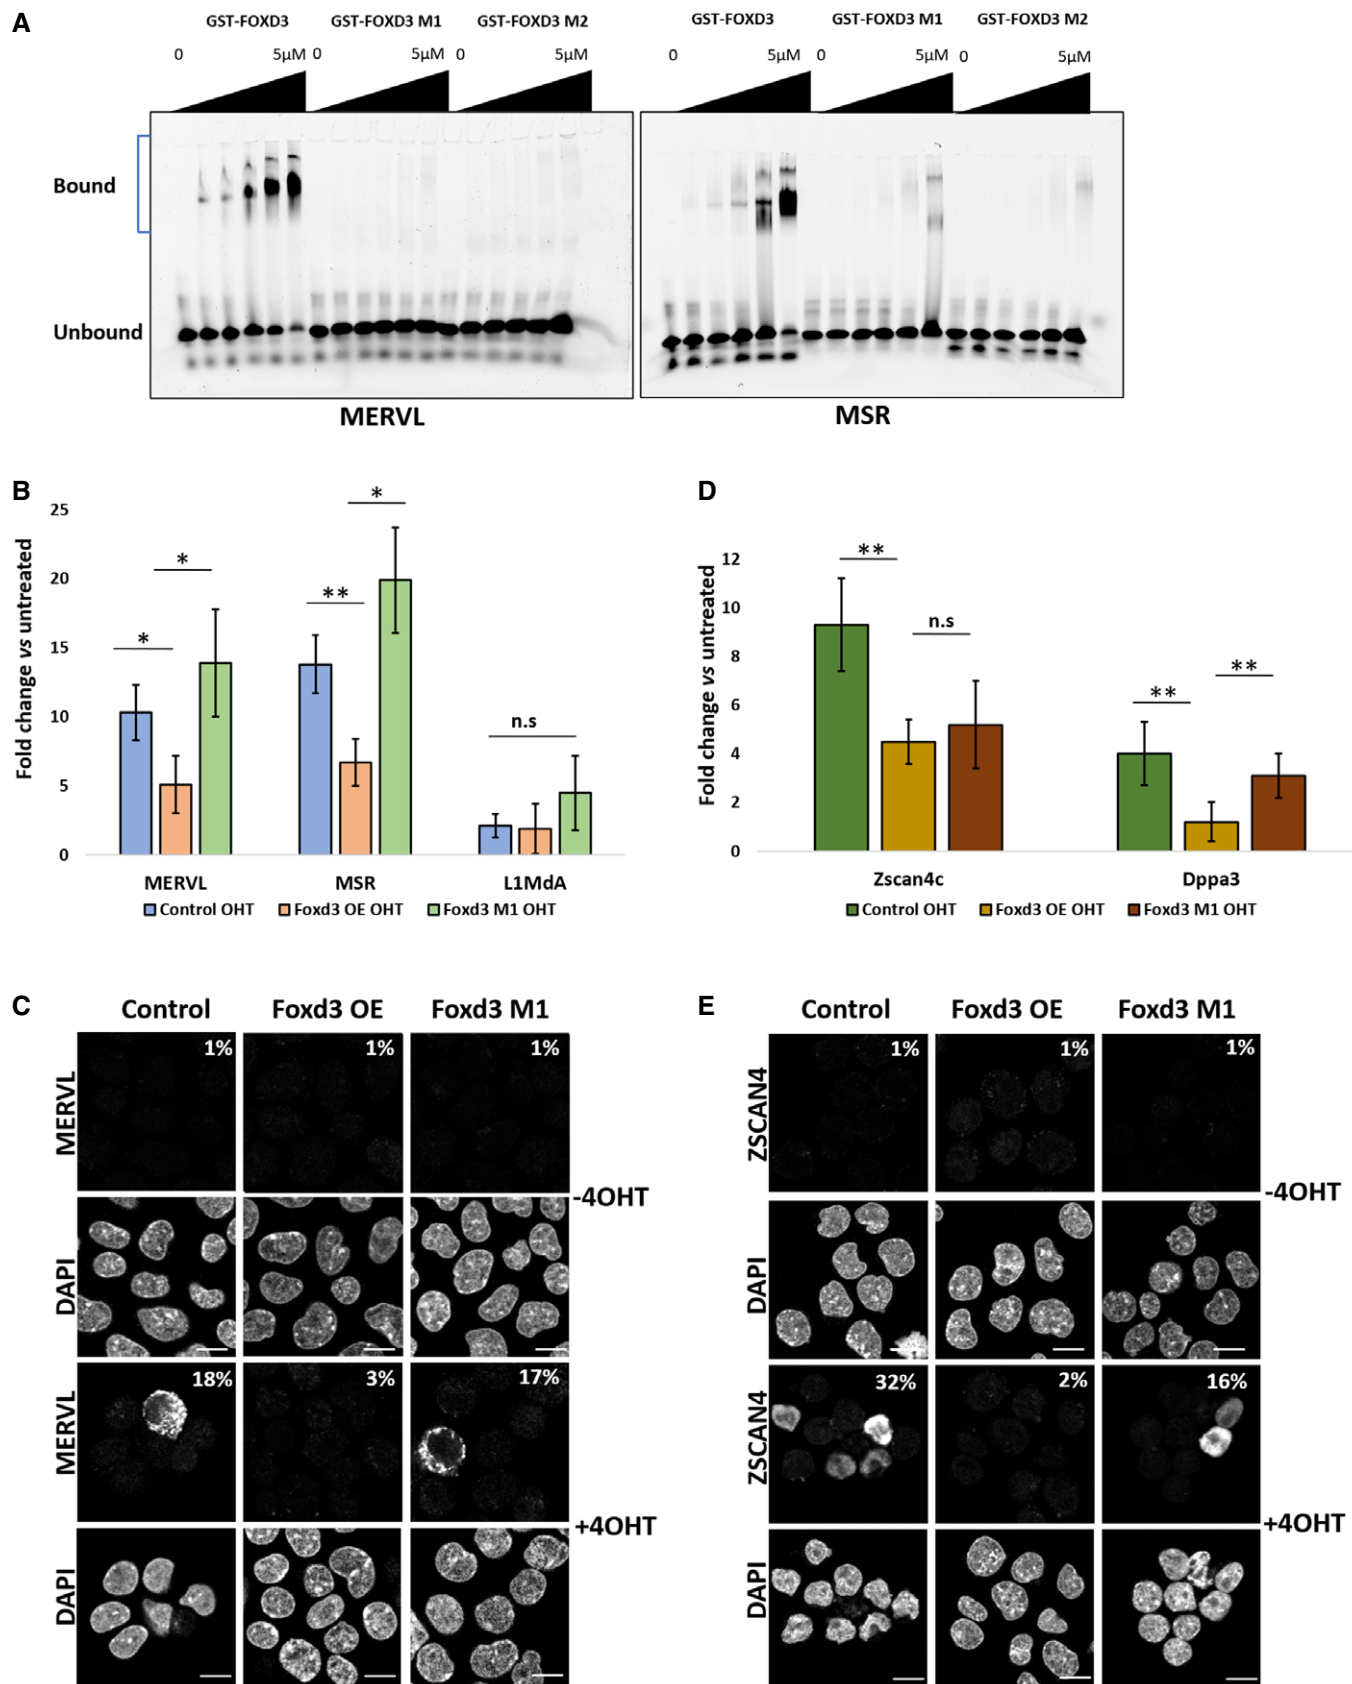 A
GST-FOXD3 GST-FOXD3 M1 GST-FOXD3 M2
0 5µM 0 5µM 0 5µM
GST-FOXD3 GST-FOXD3 M1 GST-FOXD3 M2
0 5µM 0 5µM 0 5µM
Bound
Unbound
MERVL
MSR
B
Fold change vs untreated
25
20
15
10
5
0
* * ** * n.s
MERVL MSR L1MdA
Control OHT Foxd3 OE OHT Foxd3 M1 OHT
D
Fold change vs untreated
12
10
8
6
4
2
0
** n.s ** **
Zscan4c Dppa3
Control OHT Foxd3 OE OHT Foxd3 M1 OHT
C
Control Foxd3 OE Foxd3 M1
MERVL
1% 1% 1%
-4OHT
DAPI
MERVL
18% 3% 17%
+4OHT
DAPI
E
Control Foxd3 OE Foxd3 M1
ZSCAN4
1% 1% 1%
-4OHT
DAPI
ZSCAN4
32% 2% 16%
+4OHT
DAPI